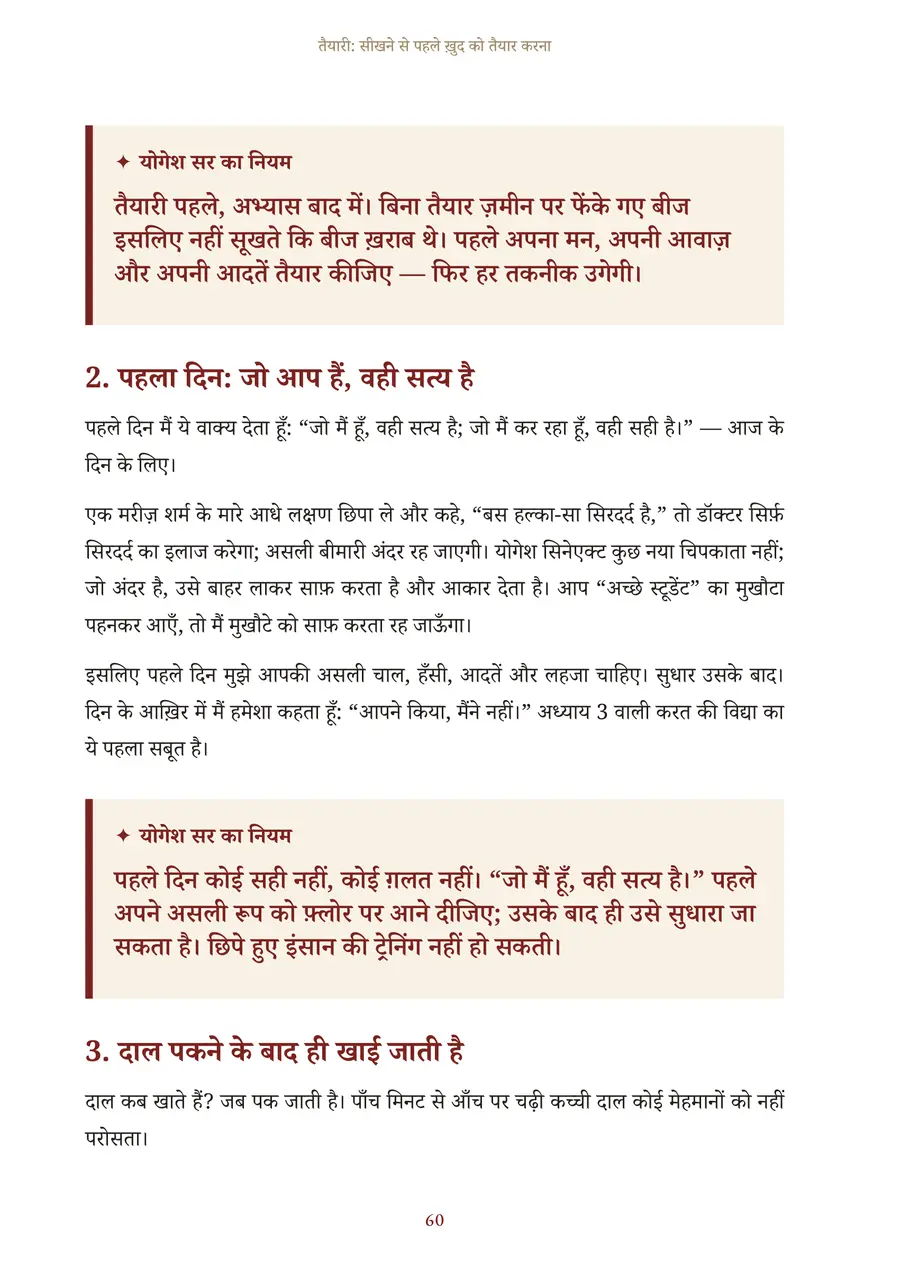 तैयारी: सीखने से पहले ख़ुद को तैयार करना
✦ योगेश सर का नियम
तैयारी पहले, अभ्यास बाद में। बिना तैयार ज़मीन पर फेंके गए बीज
इसलिए नहीं सूखते कि बीज ख़राब थे। पहले अपना मन, अपनी आवाज़
और अपनी आदतें तैयार कीजिए — फिर हर तकनीक उगेगी।
2. पहला दिन: जो आप हैं, वही सत्य है
पहले दिन मैं ये वाक्य देता हूँ: “जो मैं हूँ, वही सत्य है; जो मैं कर रहा हूँ, वही सही है।” — आज के
दिन के लिए।
एक मरीज़ शर्म के मारे आधे लक्षण छिपा ले और कहे, “बस हल्का-सा सिरदर्द है,” तो डॉक्टर सिर्फ़
सिरदर्द का इलाज करेगा; असली बीमारी अंदर रह जाएगी। योगेश सिनेएक्ट कुछ नया चिपकाता नहीं;
जो अंदर है, उसे बाहर लाकर साफ़ करता है और आकार देता है। आप “अच्छे स्टूडेंट” का मुखौटा
पहनकर आएँ, तो मैं मुखौटे को साफ़ करता रह जाऊँगा।
इसलिए पहले दिन मुझे आपकी असली चाल, हँसी, आदतें और लहजा चाहिए। सुधार उसके बाद।
दिन के आख़िर में मैं हमेशा कहता हूँ: “आपने किया, मैंने नहीं।” अध्याय 3 वाली करत की विद्या का
ये पहला सबूत है।
✦ योगेश सर का नियम
पहले दिन कोई सही नहीं, कोई ग़लत नहीं। “जो मैं हूँ, वही सत्य है।” पहले
अपने असली रूप को फ़्लोर पर आने दीजिए; उसके बाद ही उसे सुधारा जा
सकता है। छिपे हुए इंसान की ट्रेनिंग नहीं हो सकती।
3. दाल पकने के बाद ही खाई जाती है
दाल कब खाते हैं? जब पक जाती है। पाँच मिनट से आँच पर चढ़ी कच्ची दाल कोई मेहमानों को नहीं
परोसता।
60